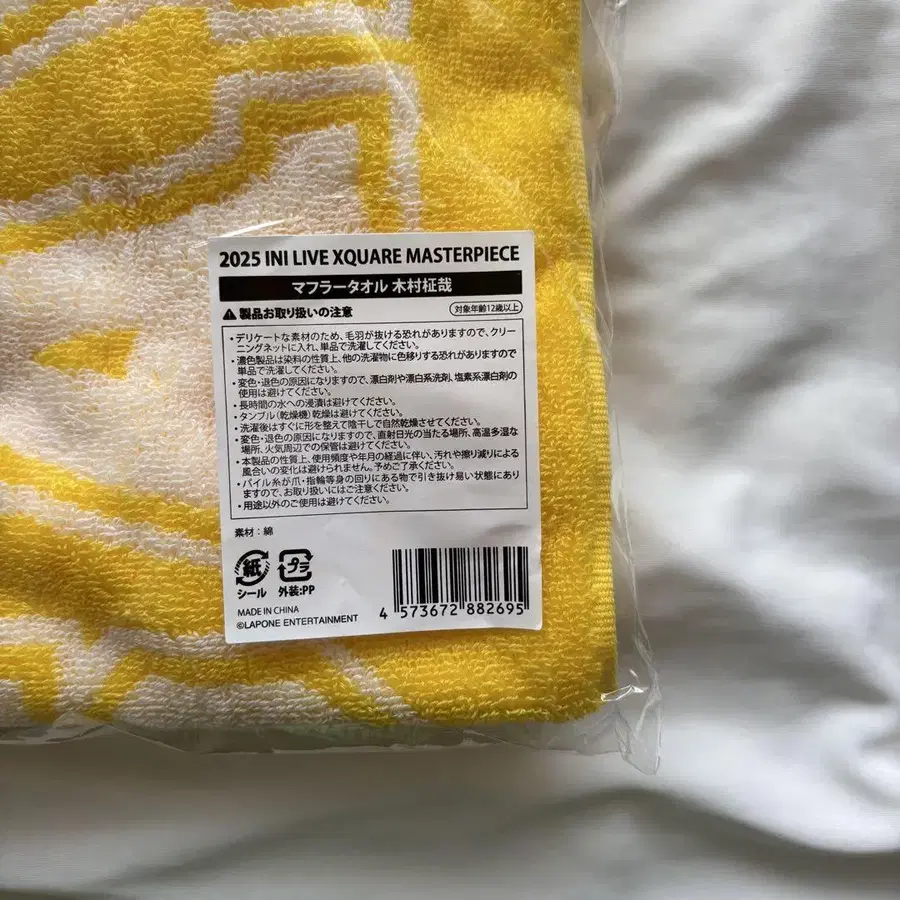 2025 INI LIVE XQUARE MASTERPIECE
マフラータオル 木村柾哉
製品お取り扱いの注意
対象年齢12歳以上
・デリケートな素材のため、毛羽が抜ける恐れがありますので、クリー
ニングネットに入れ、単品で洗濯してください。
・濃色製品は染料の性質上、他の洗濯物に色移りする恐れがありますので
単品で洗濯してください。
・変色・退色の原因になりますので、漂白剤や漂白系洗剤、塩素系漂白剤の
使用は避けてください。
・長時間の水への浸漬は避けてください。
・タンブル(乾燥機)乾燥は避けてください。
・洗濯後はすぐに形を整えて陰干しで自然乾燥させてください。
・変色・退色の原因になりますので、直射日光の当たる場所、高温多湿な
場所、火気周辺での保管は避けてください。
・本製品の性質上、使用頻度や年月の経過に伴い、汚れや擦り減りによる
風合いの変化は避けられません。予めご了承ください。
・パイル糸が爪・指輪等身の回りにある物で引き抜け易い状態にあり
ますので、お取り扱いにはご注意ください。
・用途以外のご使用は避けてください。
素材:綿
紙
プラ
シール
外装:PP
MADE IN CHINA
©LAPONE ENTERTAINMENT
4 573672 882695